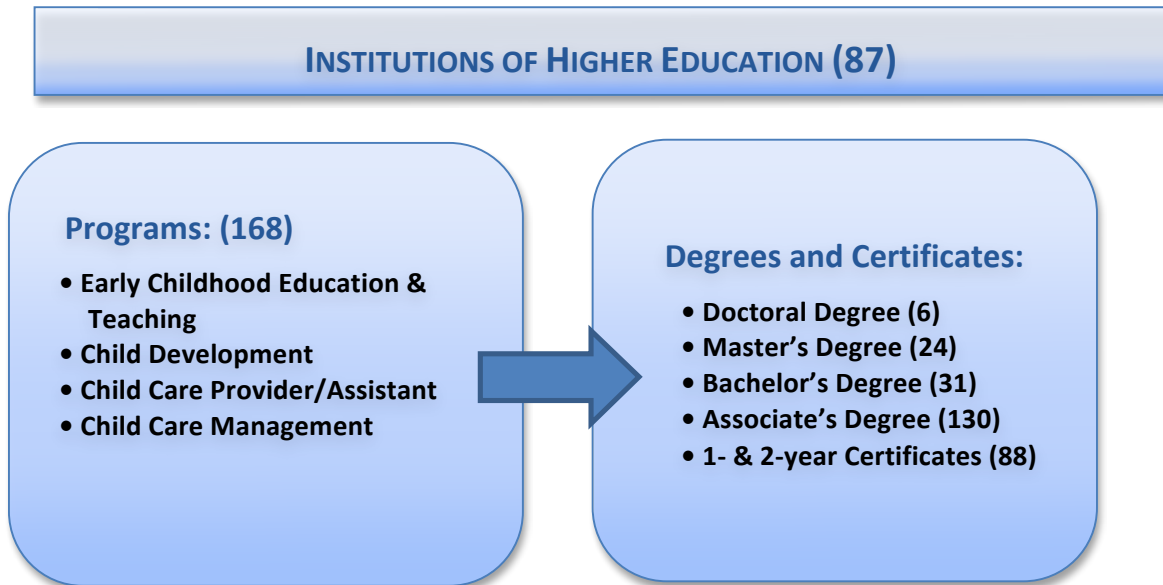 INSTITUTIONS OF HIGHER EDUCATION (87)
Programs: (168)
• Early Childhood Education &
Teaching
• Child Development
• Child Care Provider/Assistant
• Child Care Management
Degrees and Certificates:
• Doctoral Degree (6)
• Master’s Degree (24)
• Bachelor’s Degree (31)
• Associate’s Degree (130)
• 1- & 2-year Certificates (88)